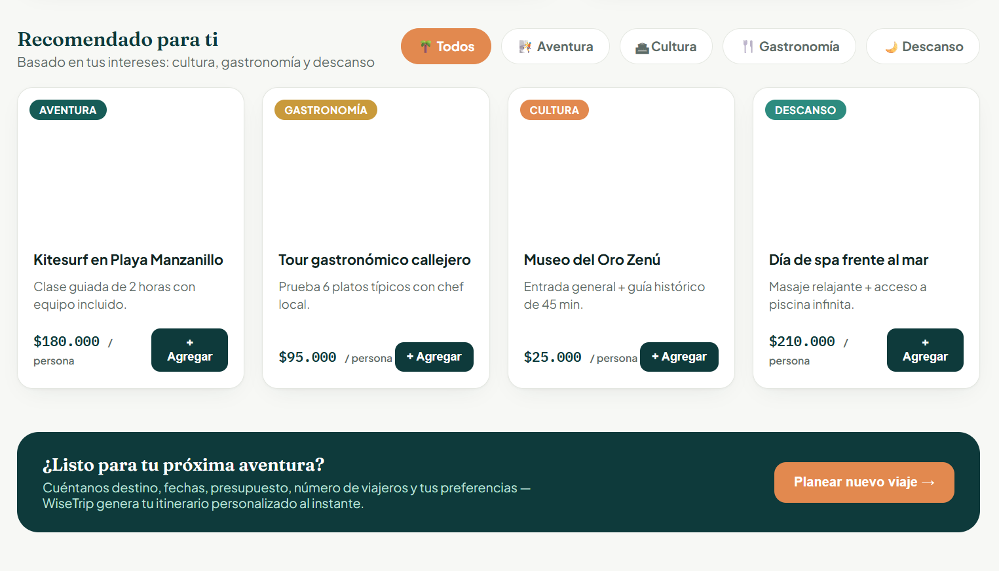 Recomendado para ti
Basado en tus intereses: cultura, gastronomía y descanso
🌴 Todos
Aventura
Cultura
🍴 Gastronomía
🌙 Descanso
AVENTURA
Kitesurf en Playa Manzanillo
Clase guiada de 2 horas con
equipo incluido.
$180.000 /
persona
+
Agregar
GASTRONOMÍA
Tour gastronómico callejero
Prueba 6 platos típicos con chef
local.
$95.000 / persona
+ Agregar
CULTURA
Museo del Oro Zenú
Entrada general + guía histórico
de 45 min.
$25.000 / persona
+ Agregar
DESCANSO
Día de spa frente al mar
Masaje relajante + acceso a
piscina infinita.
$210.000 /
persona
+
Agregar
¿Listo para tu próxima aventura?
Cuéntanos destino, fechas, presupuesto, número de viajeros y tus preferencias —
WiseTrip genera tu itinerario personalizado al instante.
Planear nuevo viaje →